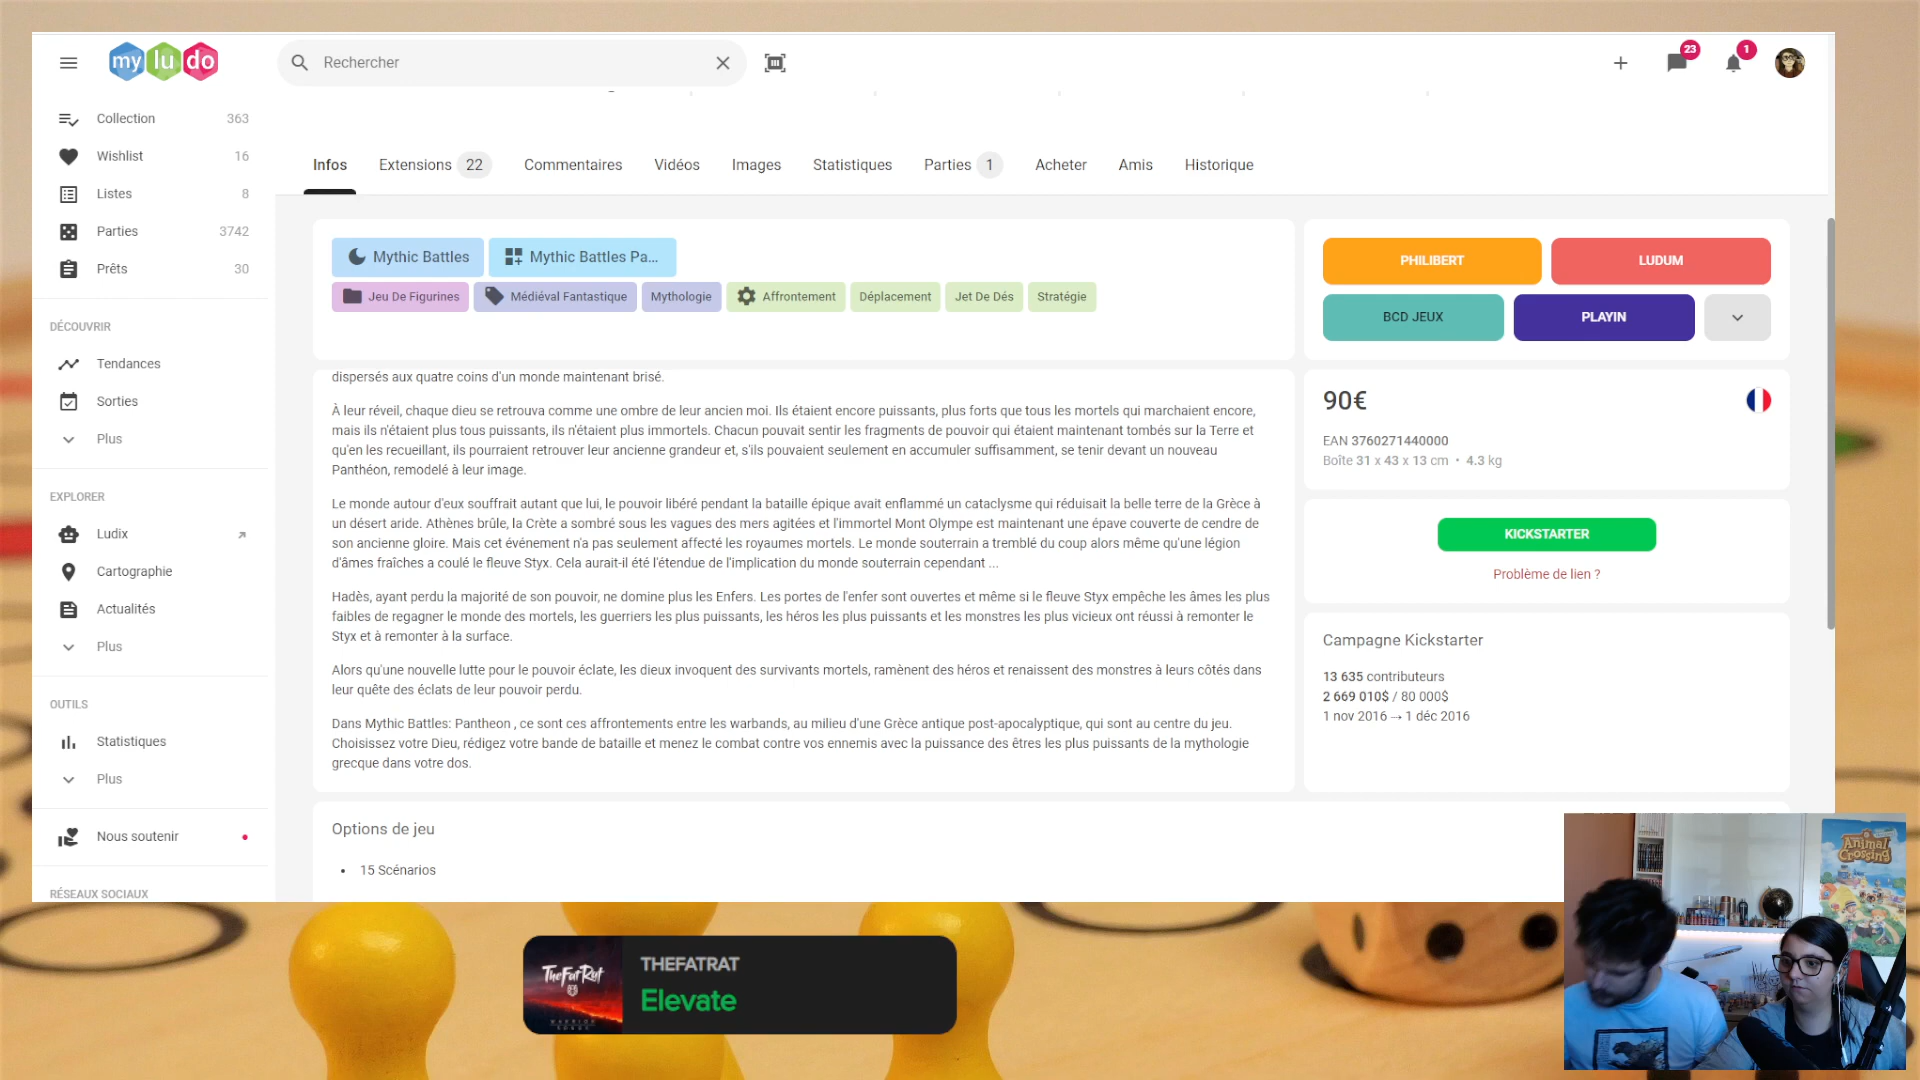 my lu do
Rechercher
23
1
Collection 363
Wishlist 16
Listes 8
Parties 3742
Prêts 30
DÉCOUVRIR
Tendances
Sorties
Plus
EXPLORER
Ludix
Cartographie
Actualités
Plus
OUTILS
Statistiques
Plus
Nous soutenir
RÉSEAUX SOCIAUX
Infos Extensions 22 Commentaires Vidéos Images Statistiques Parties 1 Acheter Amis Historique
Mythic Battles Mythic Battles Pa...
Jeu De Figurines Médiéval Fantastique Mythologie Affrontement Déplacement Jet De Dés Stratégie
dispersés aux quatre coins d'un monde maintenant brisé.
À leur réveil, chaque dieu se retrouva comme une ombre de leur ancien moi. Ils étaient encore puissants, plus forts que tous les mortels qui marchaient encore,
mais ils n'étaient plus tous puissants, ils n'étaient plus immortels. Chacun pouvait sentir les fragments de pouvoir qui étaient maintenant tombés sur la Terre et
qu'en les recueillant, ils pourraient retrouver leur ancienne grandeur et, s'ils pouvaient seulement en accumuler suffisamment, se tenir devant un nouveau
Panthéon, remodelé à leur image.
Le monde autour d'eux souffrait autant que lui, le pouvoir libéré pendant la bataille épique avait enflammé un cataclysme qui réduisait la belle terre de la Grèce à
un désert aride. Athènes brûle, la Crète a sombré sous les vagues des mers agitées et l'immortel Mont Olympe est maintenant une épave couverte de cendre de
son ancienne gloire. Mais cet événement n'a pas seulement affecté les royaumes mortels. Le monde souterrain a tremblé du coup alors même qu'une légion
d'âmes fraîches a coulé le fleuve Styx. Cela aurait-il été l'étendue de l'implication du monde souterrain cependant ...
Hadès, ayant perdu la majorité de son pouvoir, ne domine plus les Enfers. Les portes de l'enfer sont ouvertes et même si le fleuve Styx empêche les âmes les plus
faibles de regagner le monde des mortels, les guerriers les plus puissants, les héros les plus puissants et les monstres les plus vicieux ont réussi à remonter le
Styx et à remonter à la surface.
Alors qu'une nouvelle lutte pour le pouvoir éclate, les dieux invoquent des survivants mortels, ramènent des héros et renaissent des monstres à leurs côtés dans
leur quête des éclats de leur pouvoir perdu.
Dans Mythic Battles: Pantheon , ce sont ces affrontements entre les warbands, au milieu d'une Grèce antique post-apocalyptique, qui sont au centre du jeu.
Choisissez votre Dieu, rédigez votre bande de bataille et menez le combat contre vos ennemis avec la puissance des êtres les plus puissants de la mythologie
grecque dans votre dos.
Options de jeu
• 15 Scénarios
PHILIBERT LUDUM
BCD JEUX PLAYIN
90€
EAN 3760271440000
Boîte 31 x 43 x 13 cm • 4.3 kg
KICKSTARTER
Problème de lien ?
Campagne Kickstarter
13 635 contributeurs
2 669 010$ / 80 000$
1 nov 2016 → 1 déc 2016
TheFatRat
THEFATRAT
Elevate
Animal
Crossing